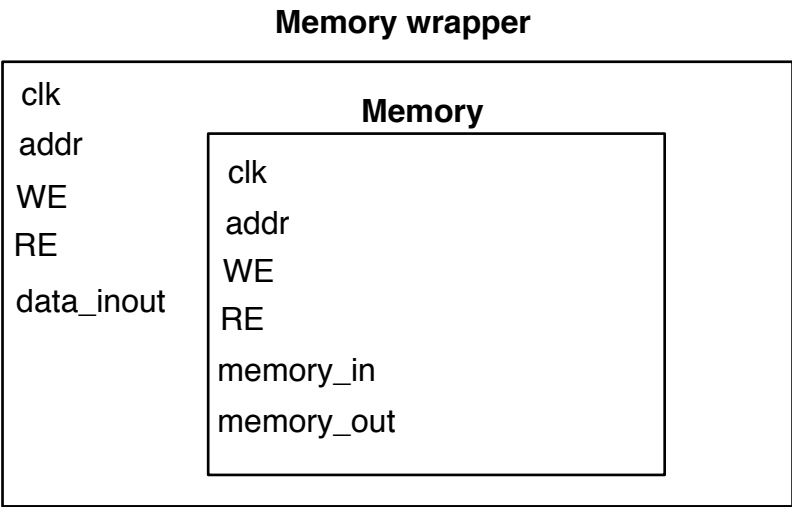 Memory wrapper
clk
addr
WE
RE
data_inout
Memory
clk
addr
WE
RE
memory_in
memory_out